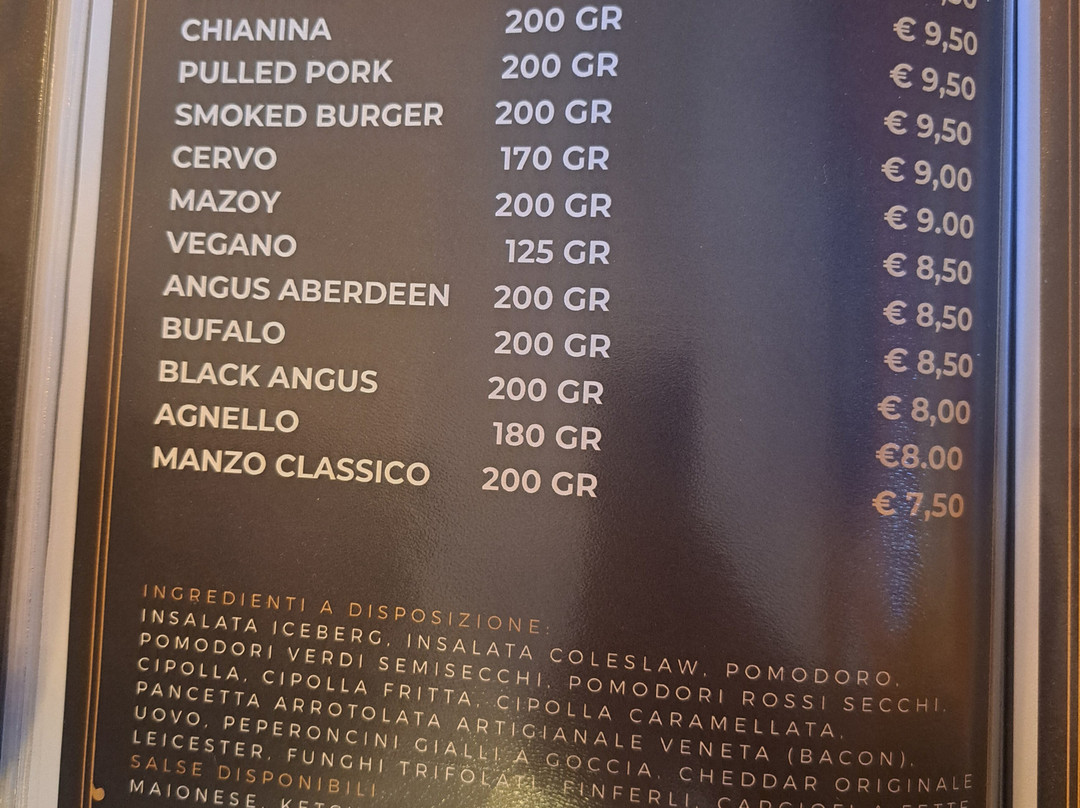 CHIANINA 200 GR € 9,50
PULLED PORK 200 GR € 9,50
SMOKED BURGER 200 GR € 9,50
CERVO 170 GR € 9,00
MAZOY 200 GR € 9.00
VEGANO 125 GR € 8,50
ANGUS ABERDEEN 200 GR € 8,50
BUFALO 200 GR € 8,50
BLACK ANGUS 200 GR € 8,00
AGNELLO 180 GR €8.00
MANZO CLASSICO 200 GR € 7,50
INGREDIENTI A DISPOSIZIONE:
INSALATA ICEBERG, INSALATA COLESLAW, POMODORO,
POMODORI VERDI SEMISECCHI, POMODORI ROSSI SECCHI,
CIPOLLA, CIPOLLA FRITTA, CIPOLLA CARAMELLATA,
PANCETTA ARROTOLATA ARTIGIANALE VENETA (BACON),
UOVO, PEPERONCINI GIALLI A GOCCIA, CHEDDAR ORIGINALE
LEICESTER, FUNGHI TRIFOLATI, FINFERLI,
SALSE DISPONIBILI:
MAIONESE,